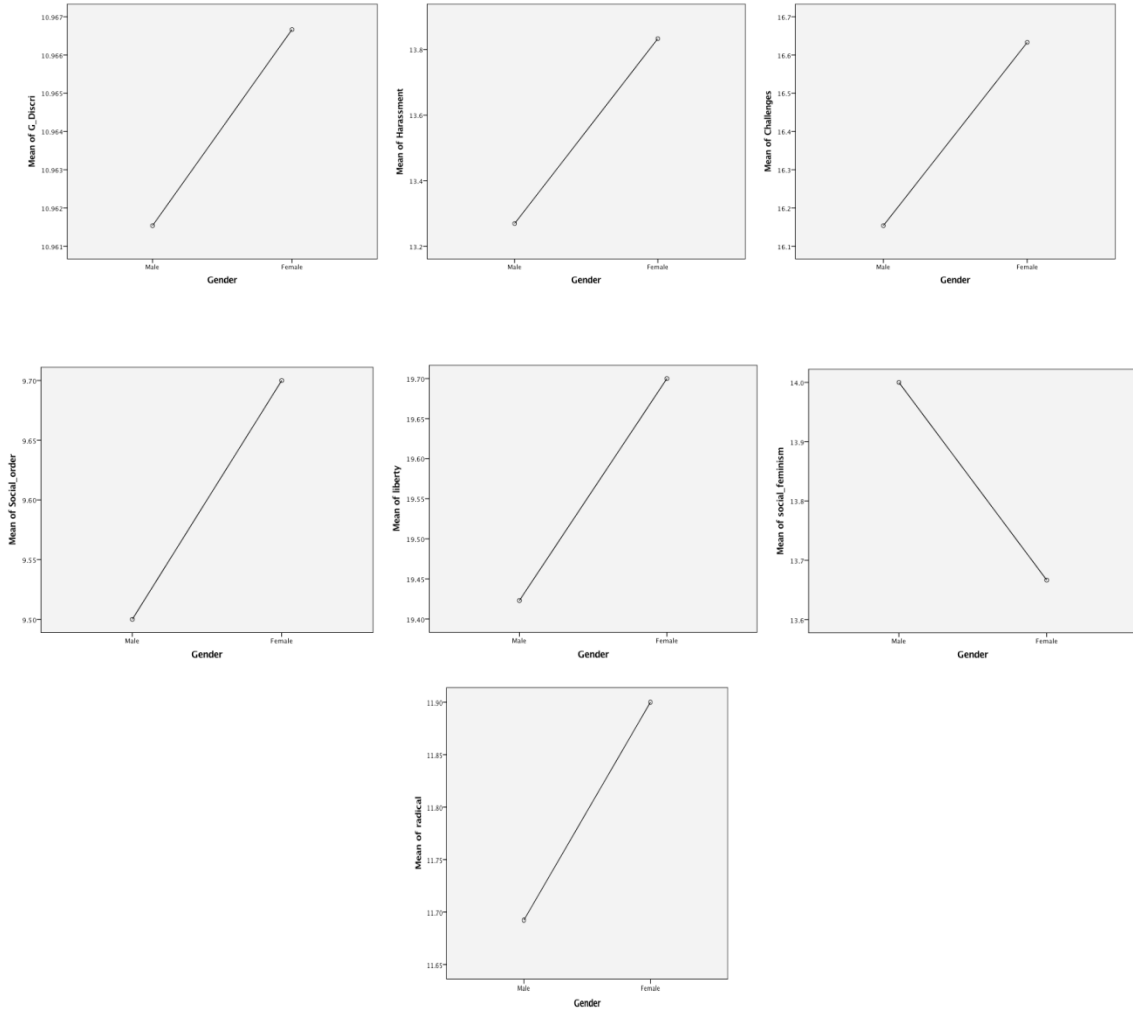 Mean of G_Discri
10.967
10.966
10.965
10.964
10.963
10.962
10.961
Male
Female
Gender
Mean of Harassment
13.8
13.6
13.4
13.2
Male
Female
Gender
Mean of Challenges
16.7
16.6
16.5
16.4
16.3
16.2
16.1
Male
Female
Gender
Mean of Social_order
9.70
9.65
9.60
9.55
9.50
Male
Female
Gender
Mean of liberty
19.70
19.65
19.60
19.55
19.50
19.45
19.40
Male
Female
Gender
Mean of social_feminism
14.0
13.9
13.8
13.7
13.6
Male
Female
Gender
Mean of radical
11.90
11.85
11.80
11.75
11.70
11.65
Male
Female
Gender